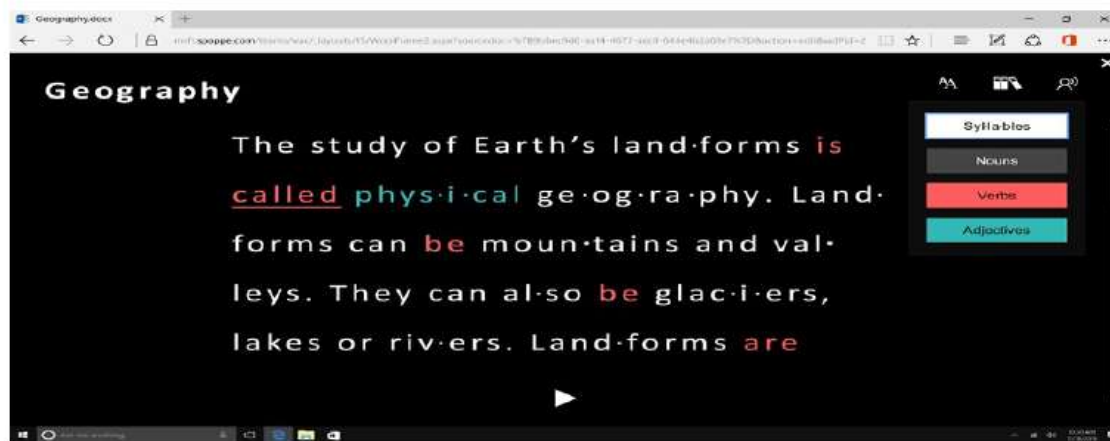 Geography.docx
spoppe.com
Geography
Syllables
Nouns
Verbs
Adjectives
The study of Earth's land·forms is
called phys·i·cal ge·og·ra·phy. Land·
forms can be moun·tains and val·
leys. They can al·so be glac·i·ers,
lakes or riv·ers. Land·forms are